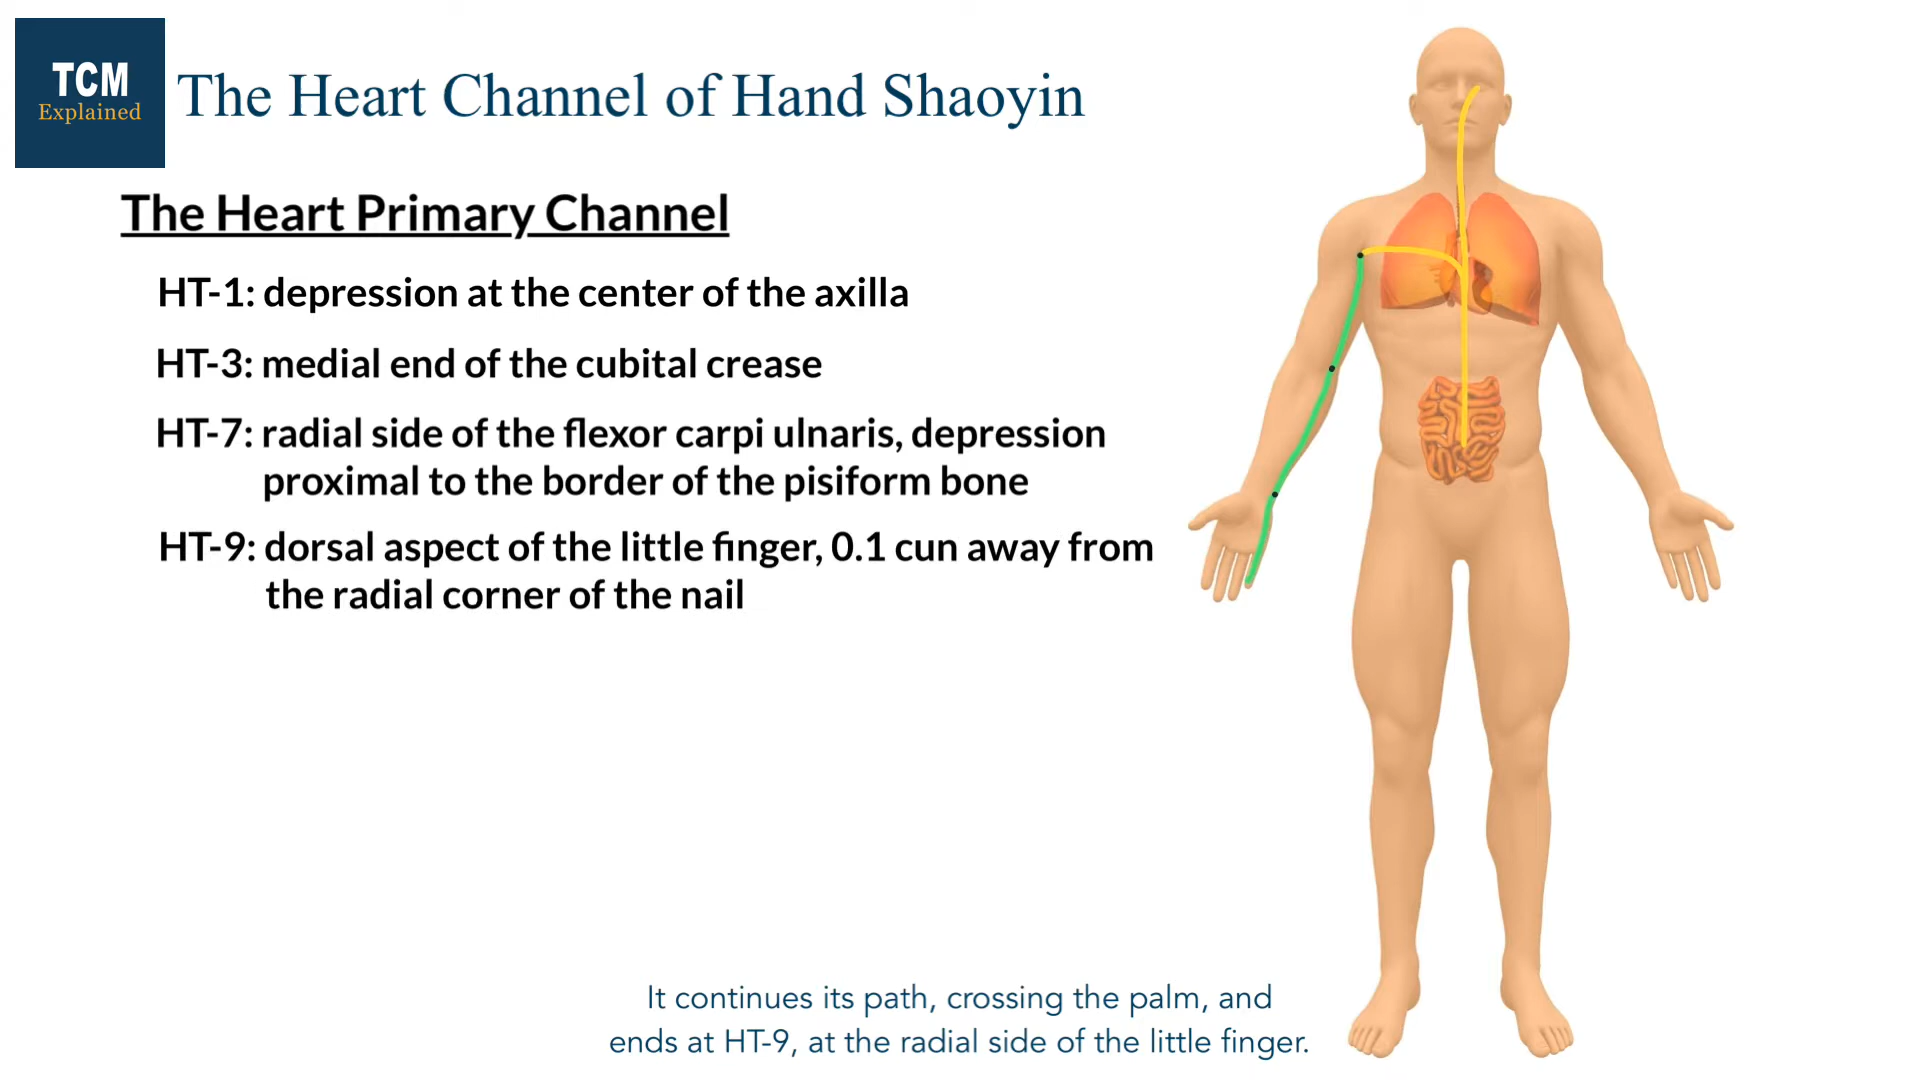 TCM
Explained
The Heart Channel of Hand Shaoyin
The Heart Primary Channel
HT-1: depression at the center of the axilla
HT-3: medial end of the cubital crease
HT-7: radial side of the flexor carpi ulnaris, depression
proximal to the border of the pisiform bone
HT-9: dorsal aspect of the little finger, 0.1 cun away from
the radial corner of the nail
It continues its path, crossing the palm, and
ends at HT-9, at the radial side of the little finger.